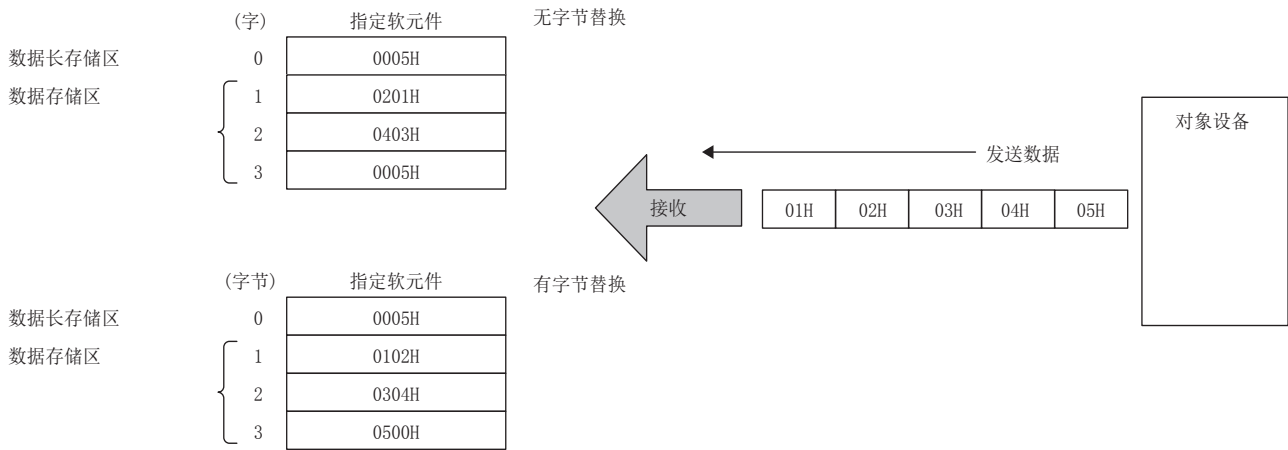 (字) 指定软元件 无字节替换
数据长存储区 0 0005H
数据存储区 1 0201H
2 0403H
3 0005H
对象设备
发送数据
接收 01H 02H 03H 04H 05H
(字节) 指定软元件 有字节替换
数据长存储区 0 0005H
数据存储区 1 0102H
2 0304H
3 0500H